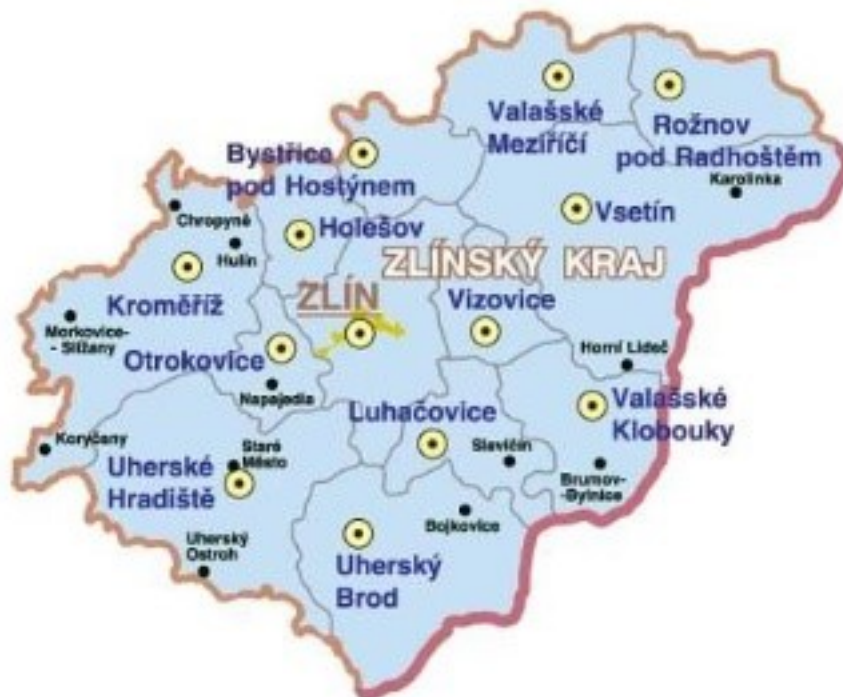 Valašské
Meziříčí
Rožnov
pod Radhoštěm
Karolinka
Bystřice
pod Hostýnem
Vsetín
Chropyně
Holešov
Hulín
ZLÍNSKÝ KRAJ
Kroměříž
ZLÍN
Vizovice
Morkovice-
-Slížany
Otrokovice
Horní Lideč
Napajedla
Luhačovice
Valašské
Klobouky
Koryčany
Staré
Město
Slavičín
Uherské
Hradiště
Brumov-
-Bylnice
Bojkovice
Uherský
Ostroh
Uherský
Brod